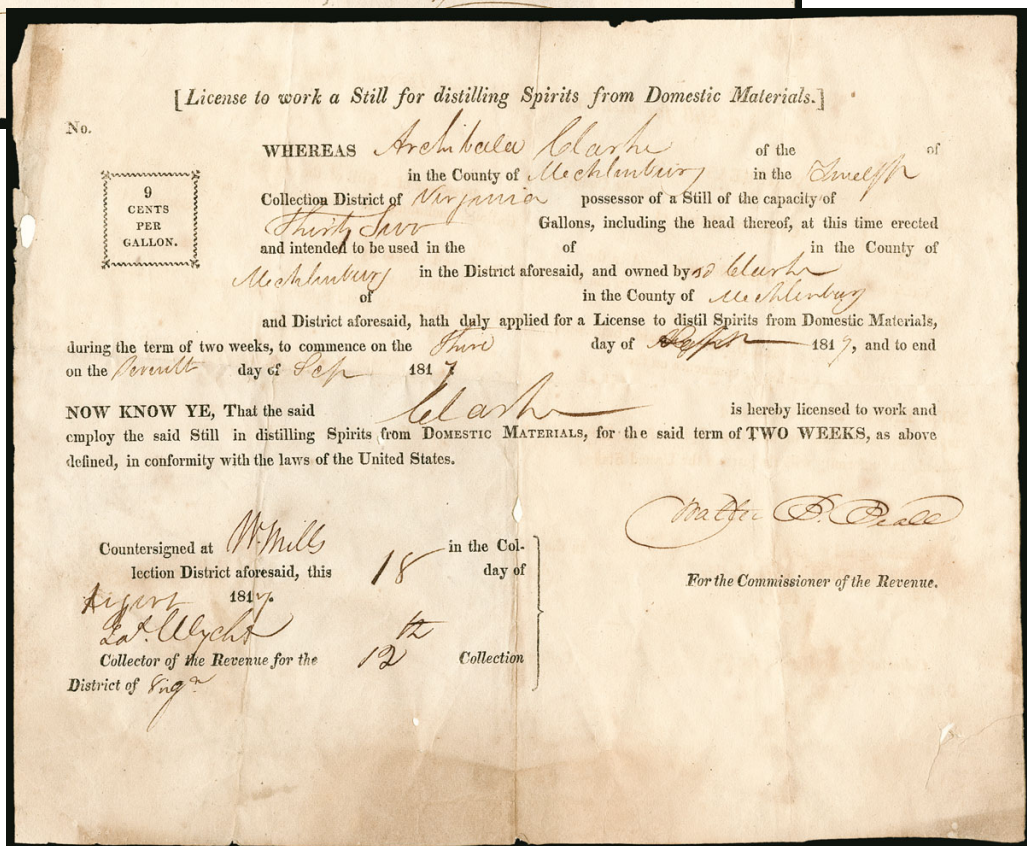 [License to work a Still for distilling Spirits from Domestic Materials.]
No.
9
CENTS
PER
GALLON.
WHEREAS Archibald Clarke of the of
in the County of Mecklenburg in the Twelfth
Collection District of Virginia possessor of a Still of the capacity of
Thirty Two Gallons, including the head thereof, at this time erected
and intended to be used in the of in the County of
Mecklenburg in the District aforesaid, and owned by sd Clarke
of in the County of Mecklenburg
and District aforesaid, hath duly applied for a License to distil Spirits from Domestic Materials,
during the term of two weeks, to commence on the day of 1817, and to end
on the day of Sep 1817
NOW KNOW YE, That the said Clarke is hereby licensed to work and
employ the said Still in distilling Spirits from DOMESTIC MATERIALS, for the said term of TWO WEEKS, as above
defined, in conformity with the laws of the United States.
Countersigned at W. Mills in the Col-
lection District aforesaid, this 18 day of
August 1817.
Collector of the Revenue for the 12th Collection
District of Virga
For the Commissioner of the Revenue.